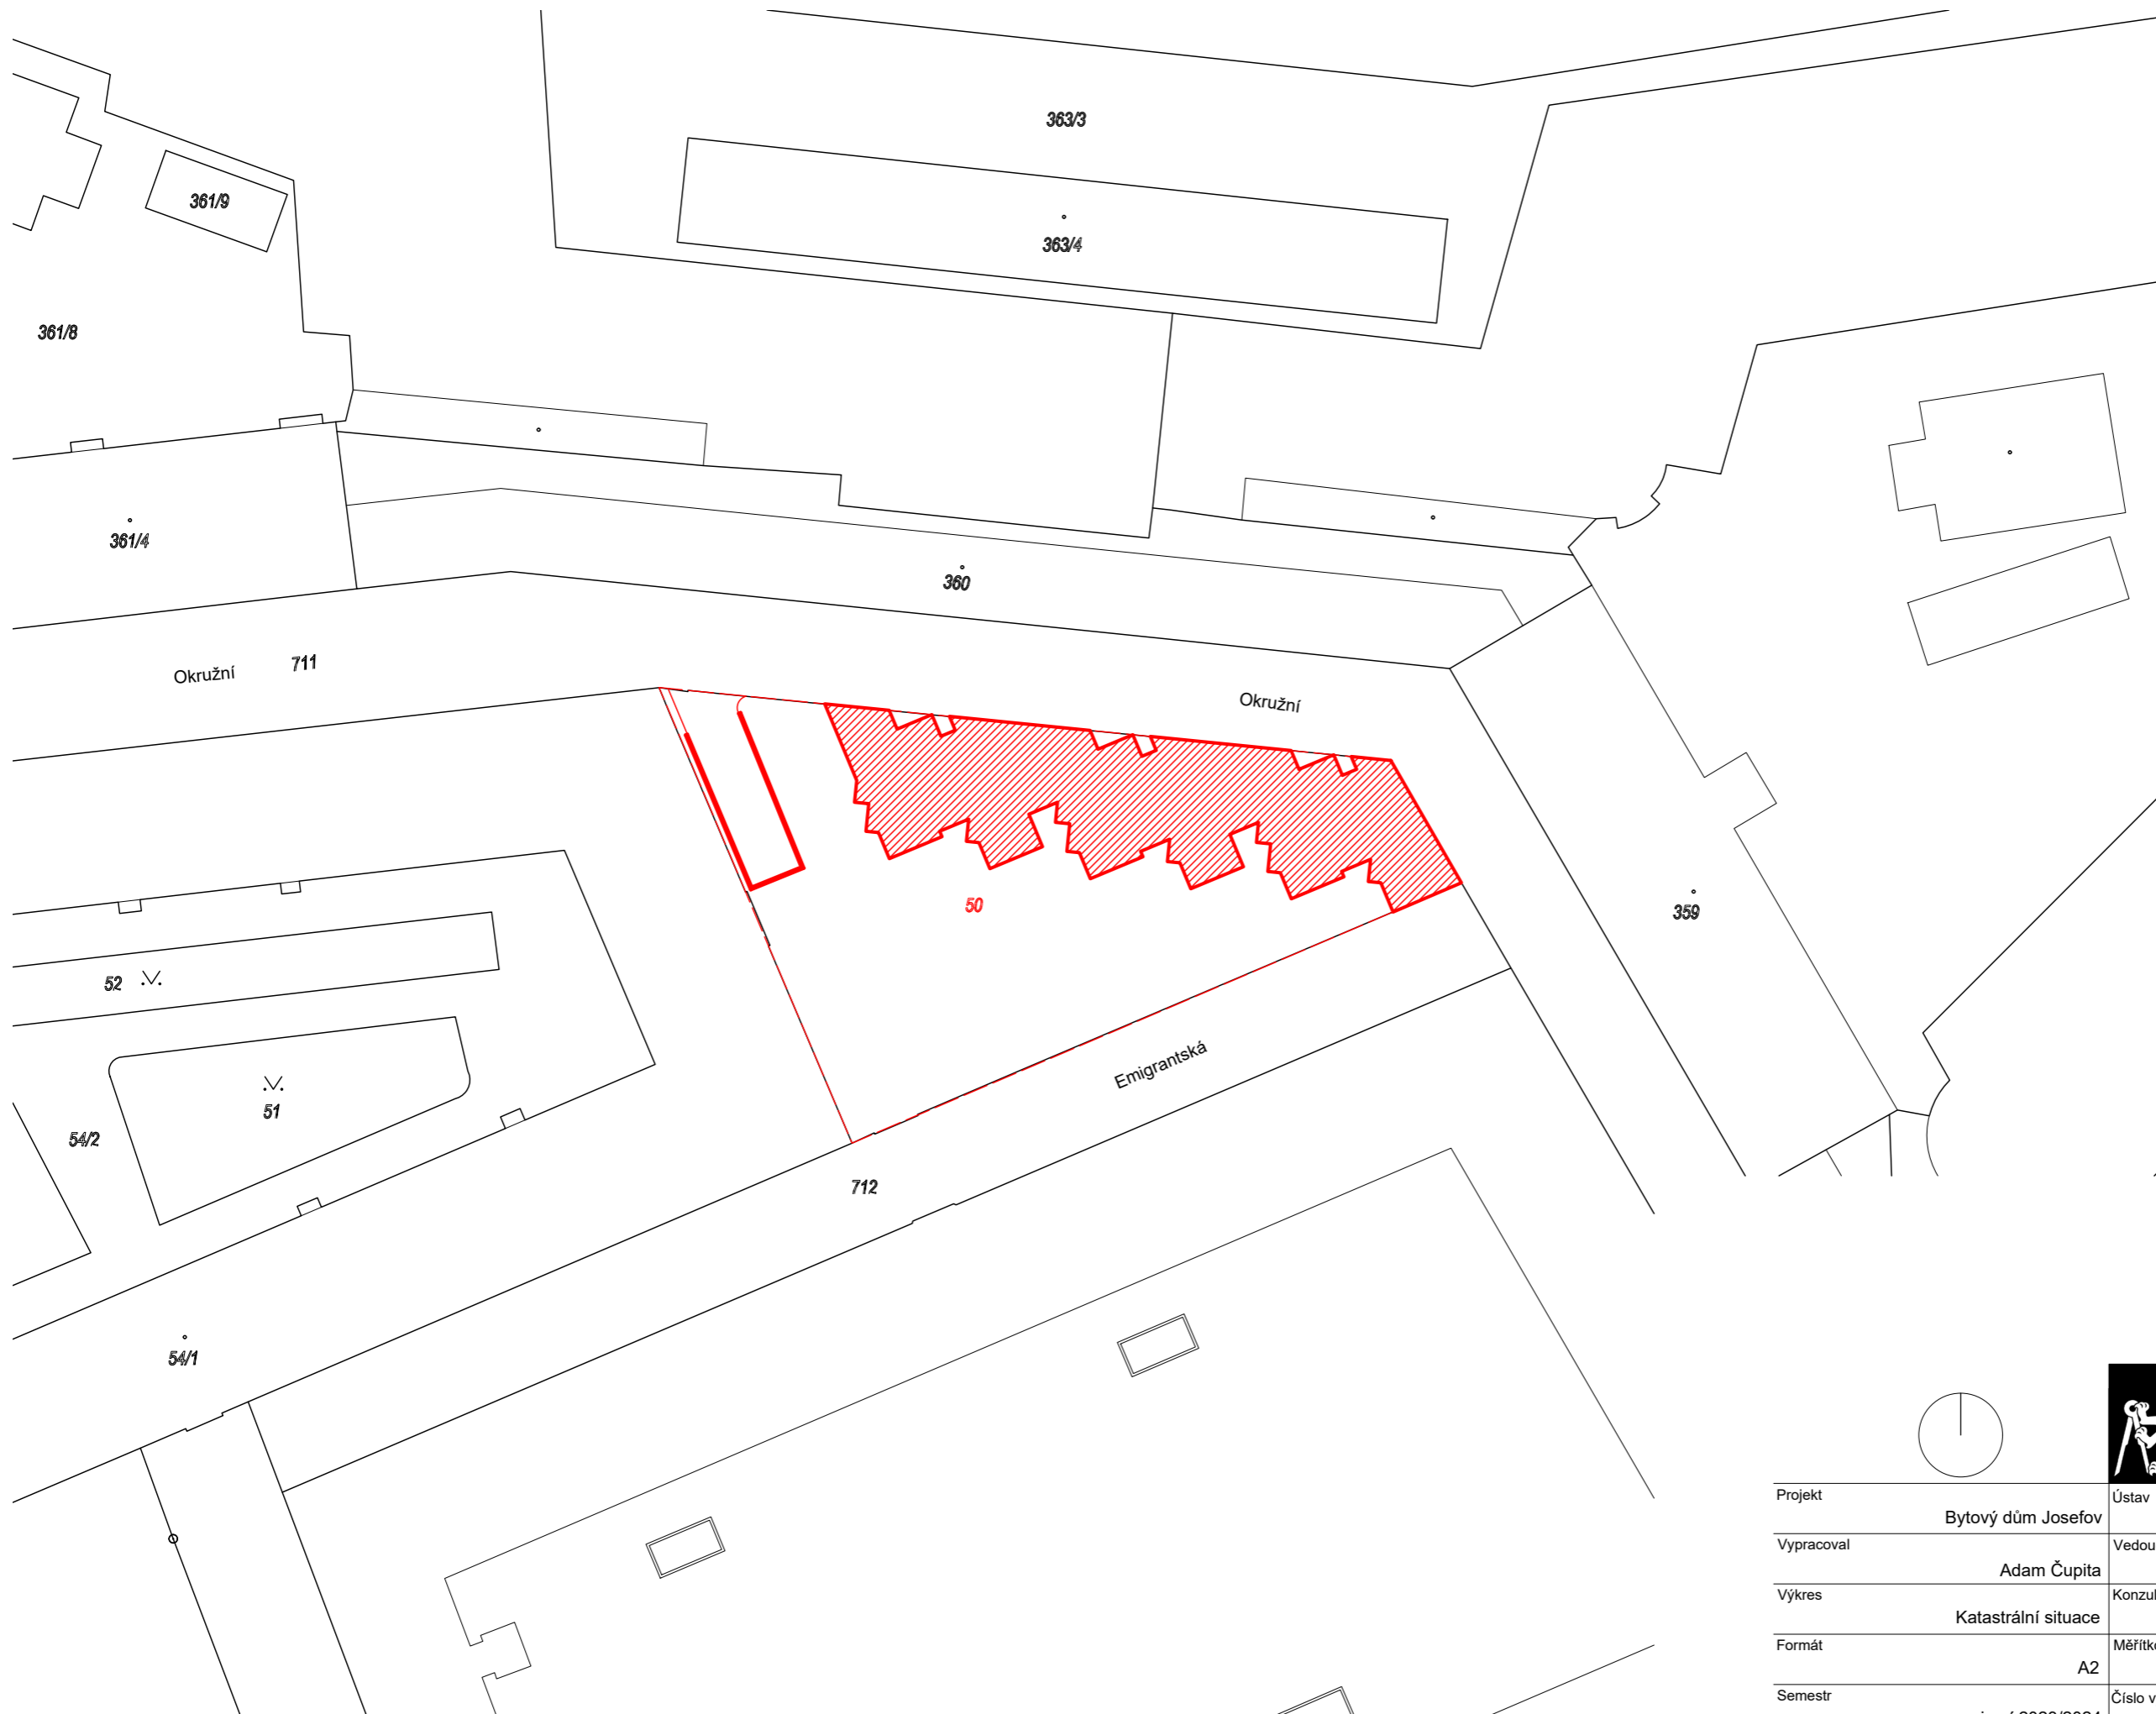 363/3
361/9
363/4
361/8
361/4
360
Okružní 711
Okružní
50
359
52
51
54/2
Emigrantská
712
54/1
Projekt
Bytový dům Josefov
Ústav
Vypracoval
Adam Čupita
Výkres
Katastrální situace
Formát
A2
Semestr
Číslo v